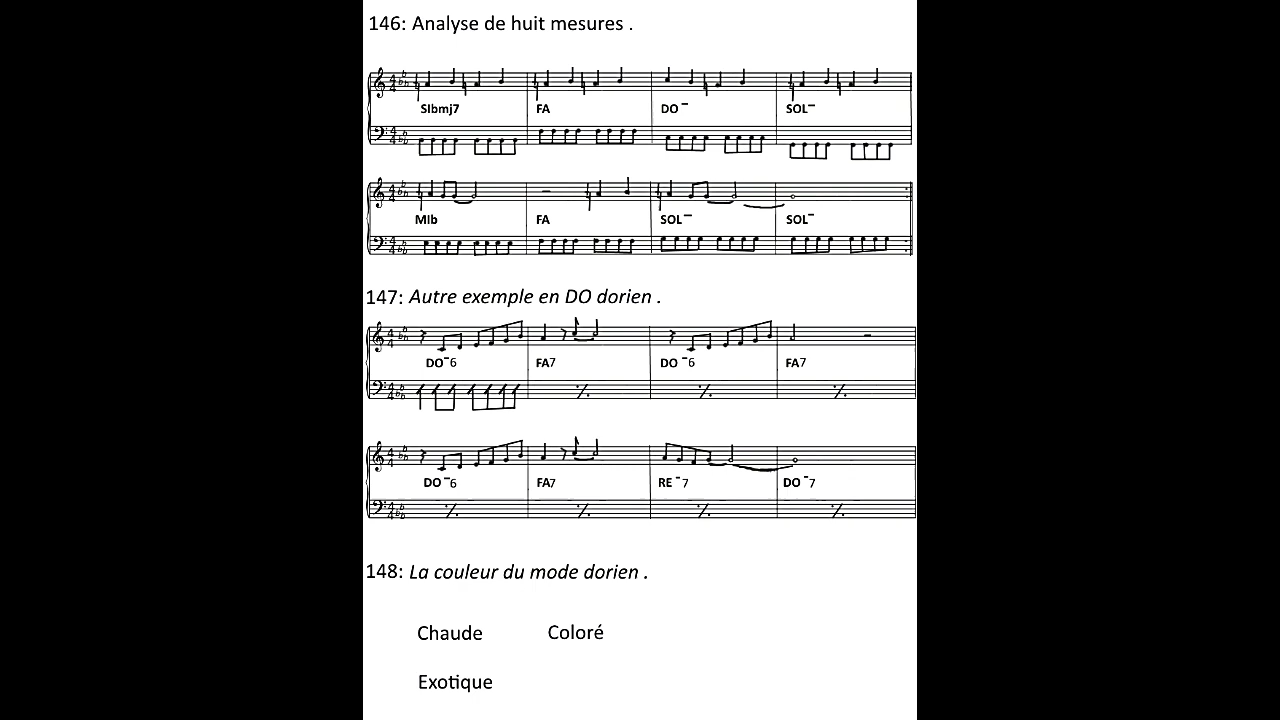 146: Analyse de huit mesures .
SIbmj7 FA DO⁻ SOL⁻
MIb FA SOL⁻ SOL⁻
147: Autre exemple en DO dorien .
DO⁻6 FA7 DO⁻6 FA7
DO⁻6 FA7 RE⁻7 DO⁻7
148: La couleur du mode dorien .
Chaude Coloré
Exotique